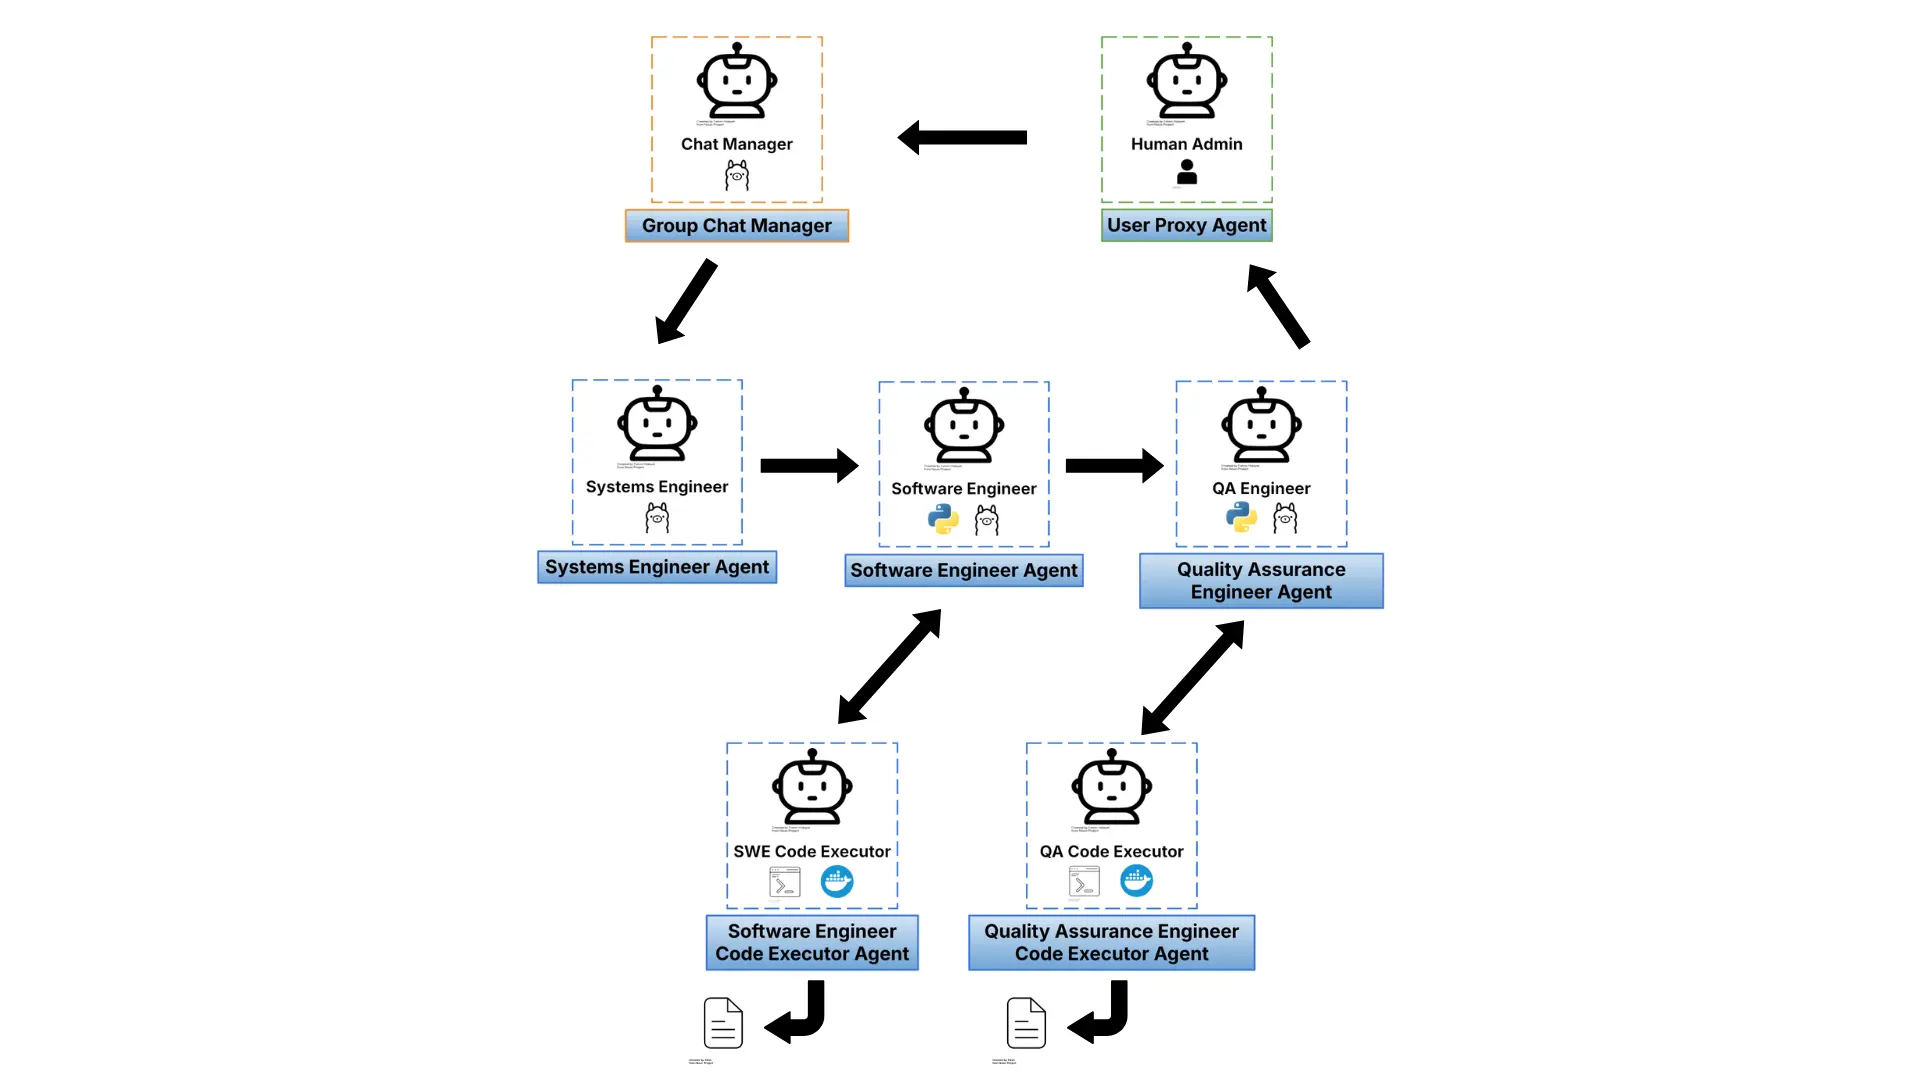 Chat Manager
Group Chat Manager
Human Admin
User Proxy Agent
Systems Engineer
Systems Engineer Agent
Software Engineer
Software Engineer Agent
QA Engineer
Quality Assurance
Engineer Agent
SWE Code Executor
Software Engineer
Code Executor Agent
QA Code Executor
Quality Assurance Engineer
Code Executor Agent